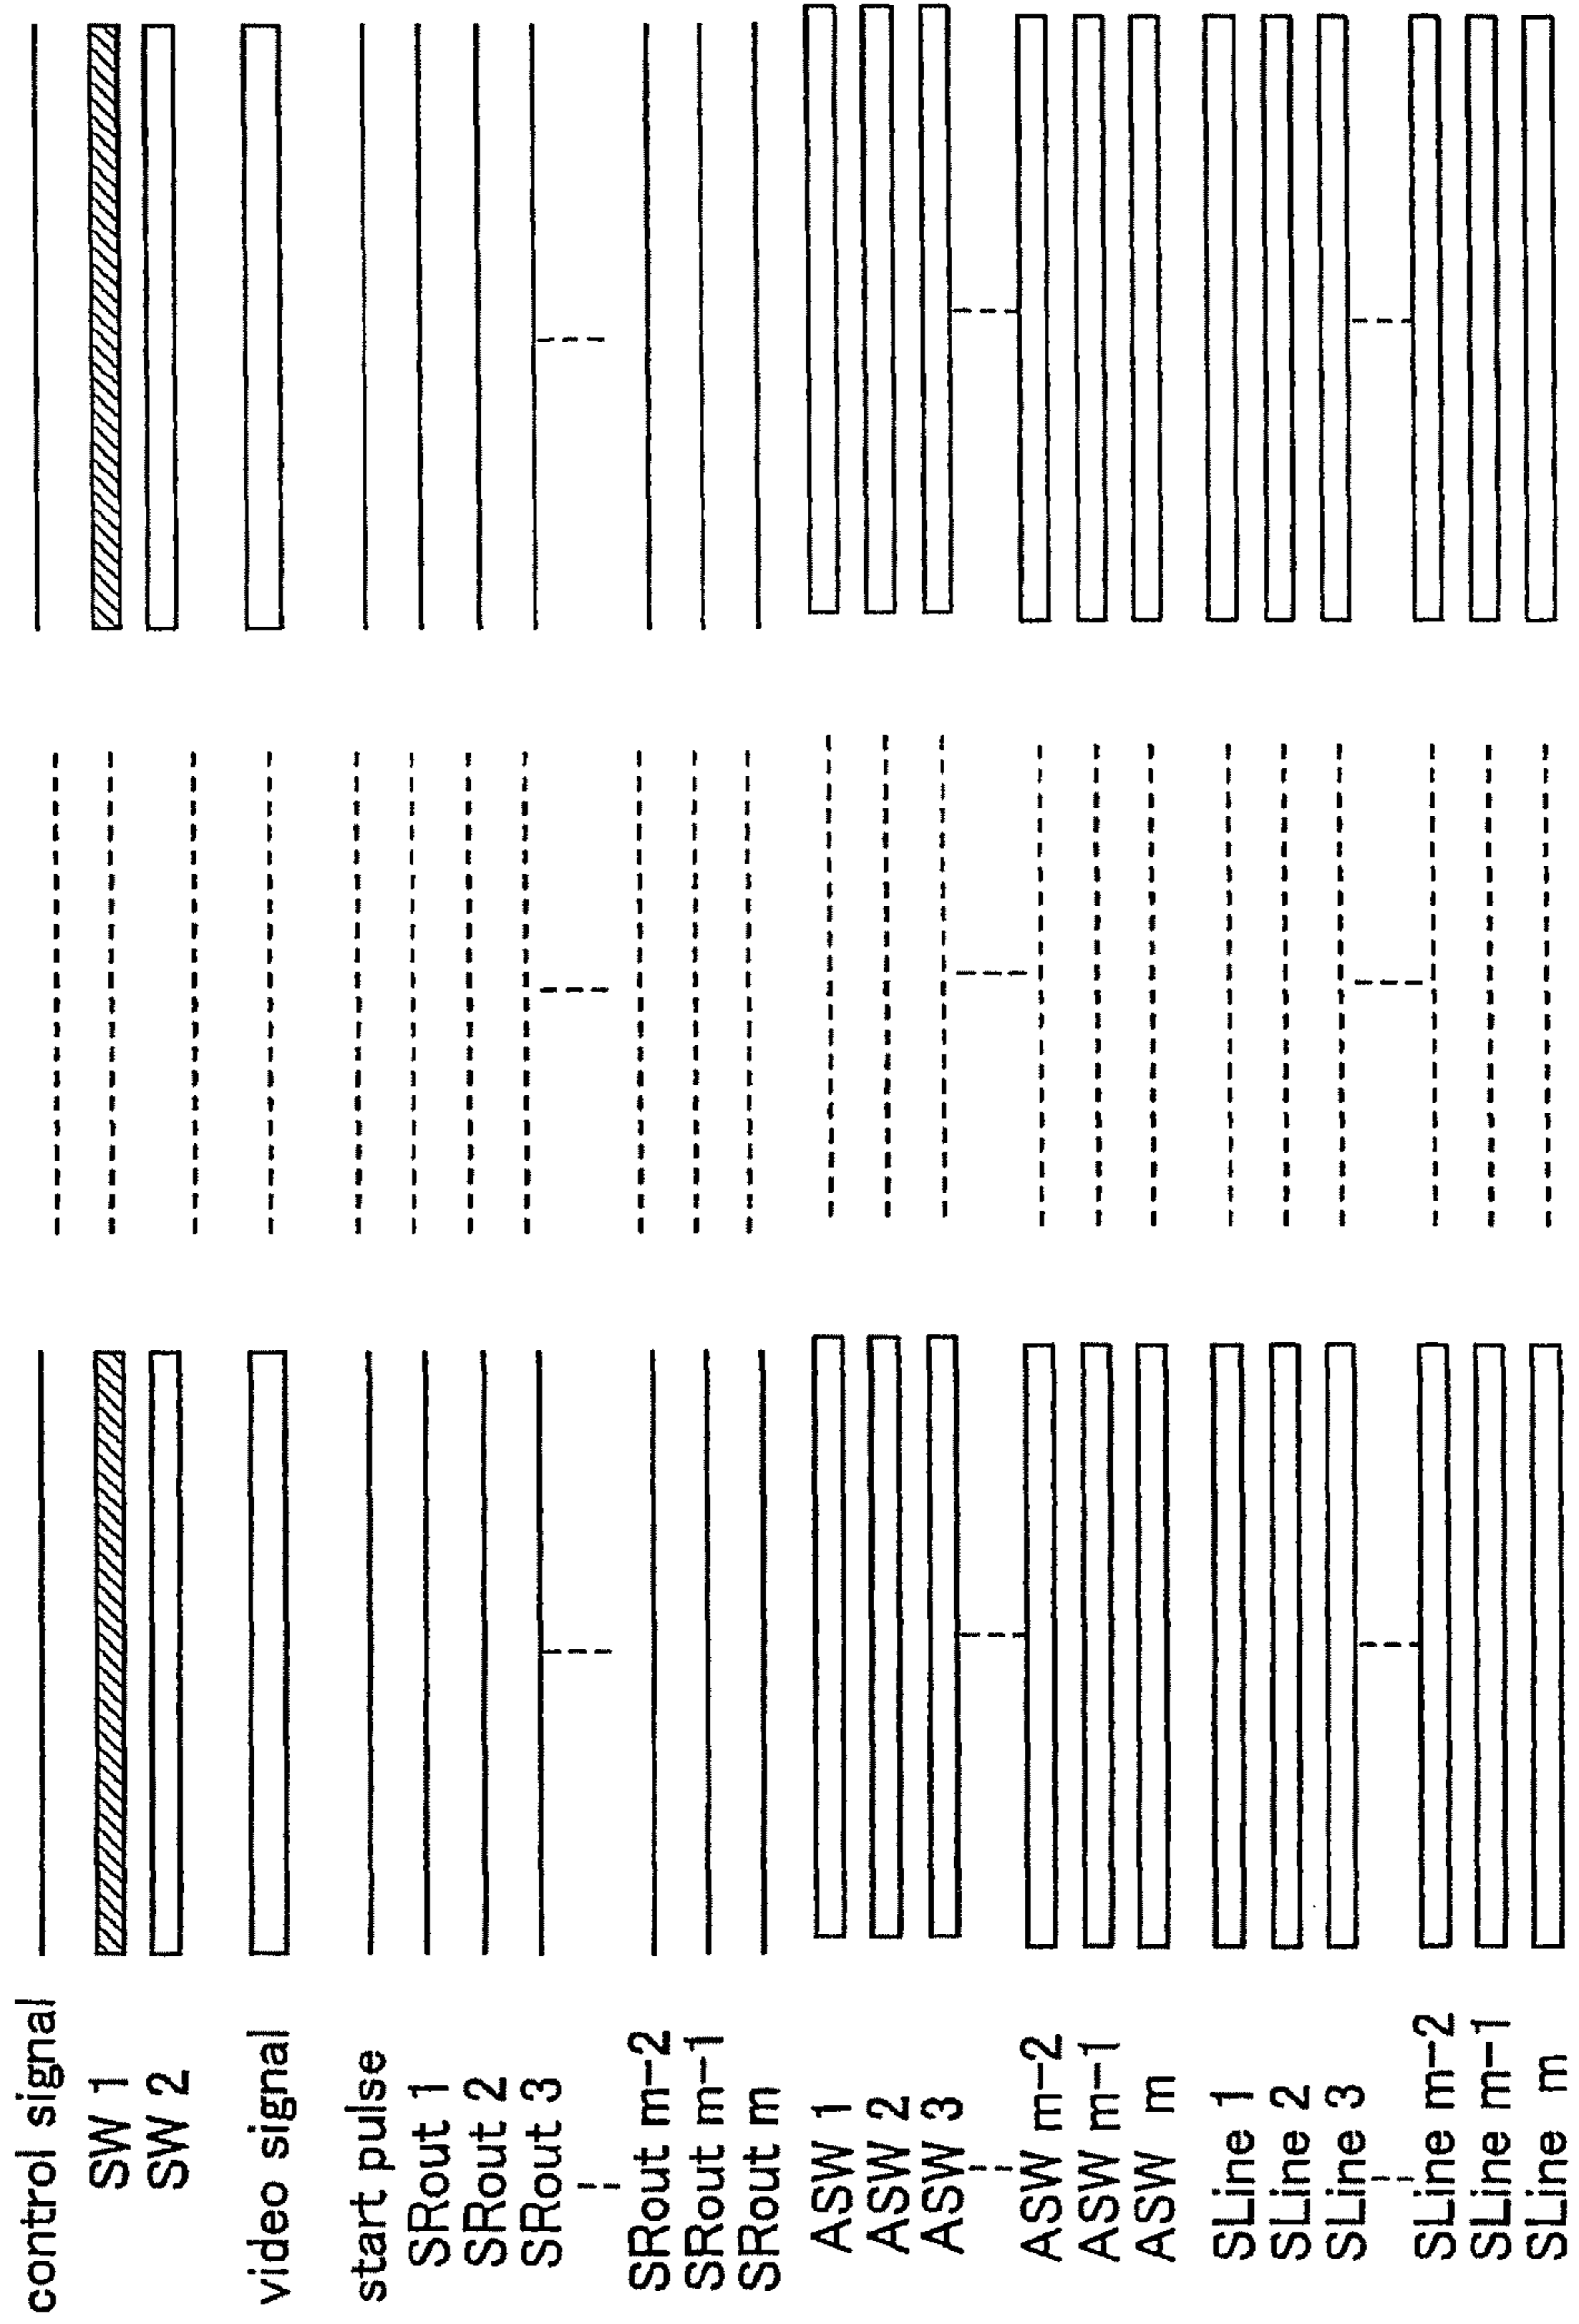 control signal
SW 1
SW 2
video signal
start pulse
SRout 1
SRout 2
SRout 3
SRout m-2
SRout m-1
SRout m
ASW 1
ASW 2
ASW 3
ASW m-2
ASW m-1
ASW m
SLine 1
SLine 2
SLine 3
SLine m-2
SLine m-1
SLine m